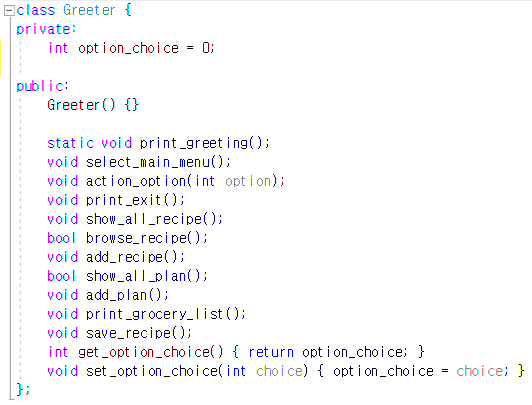 class Greeter {
private:
int option_choice = 0;
public:
Greeter() {}
static void print_greeting();
void select_main_menu();
void action_option(int option);
void print_exit();
void show_all_recipe();
bool browse_recipe();
void add_recipe();
bool show_all_plan();
void add_plan();
void print_grocery_list();
void save_recipe();
int get_option_choice() { return option_choice; }
void set_option_choice(int choice) { option_choice = choice; }
};